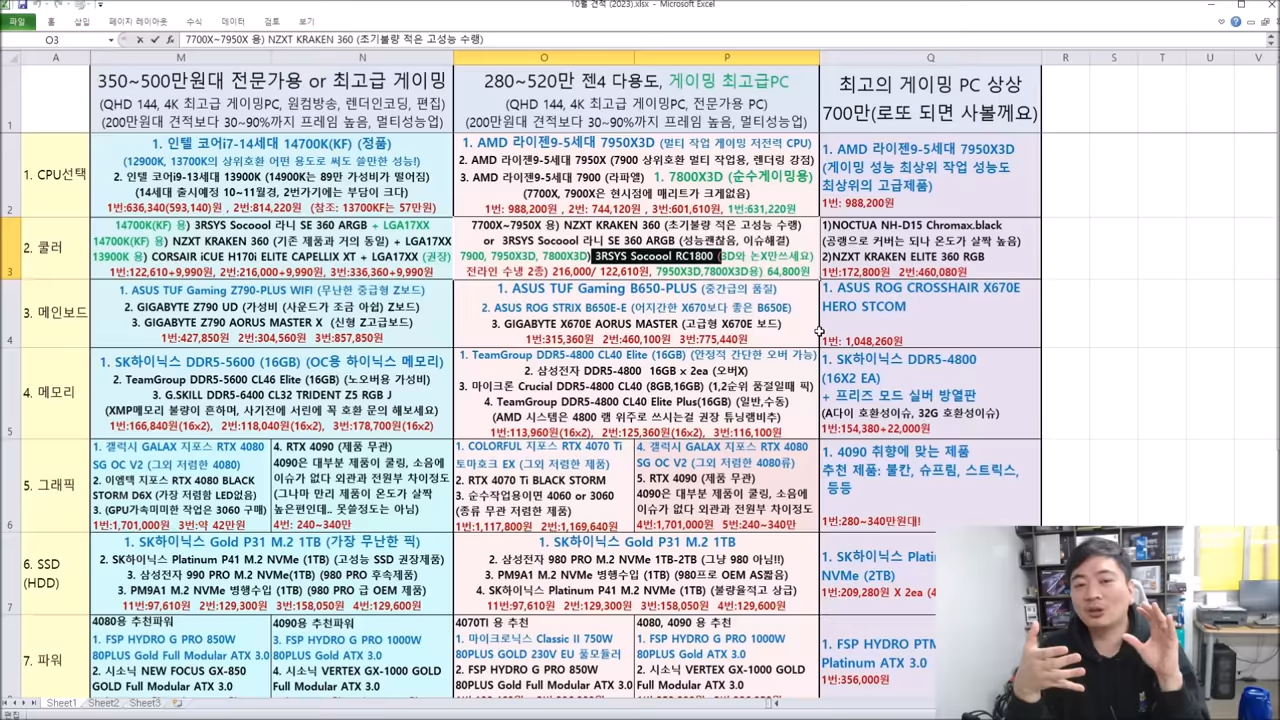 10월 견적 (2023).xlsx - Microsoft Excel
파일 홈 삽입 페이지 레이아웃 수식 데이터 검토 보기
O3 7700X~7950X 용) NZXT KRAKEN 360 (초기불량 적은 고성능 수랭)
A M N O P Q R S T U V
1
350~500만원대 전문가용 or 최고급 게이밍
(QHD 144, 4K 최고급 게이밍PC, 원컴방송, 렌더인코딩, 편집)
(200만원대 견적보다 30~90%까지 프레임 높음, 멀티성능업)
280~520만 젠4 다용도, 게이밍 최고급PC
(QHD 144, 4K 최고급 게이밍PC, 전문가용 PC)
(200만원대 견적보다 30~90%까지 프레임 높음, 멀티성능업)
최고의 게이밍 PC 상상
700만(로또 되면 사볼께요)
2
1. CPU선택
1. 인텔 코어i7-14세대 14700K(KF) (정품)
(12900K, 13700K의 상위호환 어떤 용도로 써도 쓸만한 성능!)
2. 인텔 코어i9-13세대 13900K (14900K는 89만 가성비가 떨어짐)
(14세대 출시예정 10~11월경, 2번가기에는 부담이 크다)
1번:636,340(593,140)원 , 2번:814,220원 (참조: 13700KF는 57만원)
1. AMD 라이젠9-5세대 7950X3D (멀티 작업 게이밍 저전력 CPU)
2. AMD 라이젠9-5세대 7950X (7900 상위호환 멀티 작업용, 렌더링 강점)
3. AMD 라이젠9-5세대 7900 (라파엘) 1. 7800X3D (순수게이밍용)
(7700X, 7900X는 현시점에 매리트가 크게없음)
1번: 988,200원 , 2번: 744,120원, 3번:601,610원, 1번:631,220원
1. AMD 라이젠9-5세대 7950X3D
(게이밍 성능 최상위 작업 성능도
최상위의 고급제품)
1번: 988,200원
3
2. 쿨러
14700K(KF) 용) 3RSYS Socoool 라니 SE 360 ARGB + LGA17XX
14700K(KF) 용) NZXT KRAKEN 360 (기존 제품과 거의 동일) + LGA17XX
13900K 용) CORSAIR iCUE H170i ELITE CAPELLIX XT + LGA17XX (권장)
1번:122,610+9,990원, 2번:216,000+9,990원, 3번:336,360+9,990원
7700X~7950X 용) NZXT KRAKEN 360 (초기불량 적은 고성능 수랭)
or 3RSYS Socoool 라니 SE 360 ARGB (성능괜찮음, 이슈해결)
7900, 7950X3D, 7800X3D) 3RSYS Socoool RC1800 (3D와 논X만쓰세요)
전라인 수냉 2종) 216,000/ 122,610원, 7950X3D,7800X3D용) 64,800원
1)NOCTUA NH-D15 Chromax.black
(공랭으로 커버는 되나 온도가 살짝 높음)
2)NZXT KRAKEN ELITE 360 RGB
1번:172,800원 2번:460,080원
4
3. 메인보드
1. ASUS TUF Gaming Z790-PLUS WIFI (무난한 중급형 Z보드)
2. GIGABYTE Z790 UD (가성비 (사운드가 조금 아쉽) Z보드)
3. GIGABYTE Z790 AORUS MASTER X (신형 Z고급보드)
1번:427,850원 2번:304,560원 3번:857,850원
1. ASUS TUF Gaming B650-PLUS (중간급의 품질)
2. ASUS ROG STRIX B650E-E (어지간한 X670보다 좋은 B650E)
3. GIGABYTE X670E AORUS MASTER (고급형 X670E 보드)
1번:315,360원 2번:460,100원 3번:775,440원
1. ASUS ROG CROSSHAIR X670E
HERO STCOM
1번: 1,048,260원
5
4. 메모리
1. SK하이닉스 DDR5-5600 (16GB) (OC용 하이닉스 메모리)
2. TeamGroup DDR5-5600 CL46 Elite (16GB) (노오버용 가성비)
3. G.SKILL DDR5-6400 CL32 TRIDENT Z5 RGB J
(XMP메모리 불량이 흔하며, 사기전에 서린에 꼭 호환 문의 해보세요)
1번:166,840원(16x2) 2번:118,040원(16x2), 3번:178,700원(16x2)
1. TeamGroup DDR5-4800 CL40 Elite (16GB) (안정적 간단한 오버 가능)
2. 삼성전자 DDR5-4800 16GB x 2ea (오버X)
3. 마이크론 Crucial DDR5-4800 CL40 (8GB,16GB) (1,2순위 품절일때 픽)
4. TeamGroup DDR5-4800 CL40 Elite Plus(16GB) (일반,수동)
(AMD 시스템은 4800 램 위주로 쓰시는걸 권장 튜닝램비추)
1번:113,960원(16x2), 2번:125,360원(16x2), 3번:116,100원
1. SK하이닉스 DDR5-4800
(16X2 EA)
+ 프리즈 모드 실버 방열판
(A다이 호환성이슈, 32G 호환성이슈)
1번:154,380+22,000원
6
5. 그래픽
1. 갤럭시 GALAX 지포스 RTX 4080
SG OC V2 (그외 저렴한 4080)
2. 이엠텍 지포스 RTX 4080 BLACK
STORM D6X (가장 저렴함 LED없음)
3. (GPU가속미미한 작업은 3060 구매)
1번:1,701,000원 3번:약 42만원
4. RTX 4090 (제품 무관)
4090은 대부분 제품이 쿨링, 소음에
이슈가 없다 외관과 전원부 차이정도
(그나마 만리 제품이 온도가 살짝
높은편인데.. 못쓸정도는 아님)
4번: 240~340만
1. COLORFUL 지포스 RTX 4070 Ti
토마호크 EX (그외 저렴한 제품)
2. RTX 4070 Ti BLACK STORM
3. 순수작업용이면 4060 or 3060
(종류 무관 저렴한 제품)
1번:1,117,800원 2번:1,169,640원
4. 갤럭시 GALAX 지포스 RTX 4080
SG OC V2 (그외 저렴한 4080류)
5. RTX 4090 (제품 무관)
4090은 대부분 제품이 쿨링, 소음에
이슈가 없다 외관과 전원부 차이정도
4번:1,701,000원 5번:240~340만
1. 4090 취향에 맞는 제품
추천 제품: 불칸, 슈프림, 스트릭스,
등등
1번:280~340만원대!
7
6. SSD
(HDD)
1. SK하이닉스 Gold P31 M.2 1TB (가장 무난한 픽)
2. SK하이닉스 Platinum P41 M.2 NVMe (1TB) (고성능 SSD 권장제품)
3. 삼성전자 990 PRO M.2 NVMe(1TB) (980 PRO 후속제품)
3. PM9A1 M.2 NVMe 병행수입 (1TB) (980 PRO 급 OEM 제품)
1번:97,610원 2번:129,300원 3번:158,050원 4번:129,600원
1. SK하이닉스 Gold P31 M.2 1TB
2. 삼성전자 980 PRO M.2 NVMe 1TB-2TB (그냥 980 아님!!)
3. PM9A1 M.2 NVMe 병행수입 (1TB) (980프로 OEM AS짧음)
4. SK하이닉스 Platinum P41 M.2 NVMe (1TB) (불량율적고 상급)
1번:97,610원 2번:129,300원 3번:158,050원 4번:129,600원
1. SK하이닉스 Platin
NVMe (2TB)
1번:209,280원 X 2ea (4
7. 파워
4080용 추천파워
1. FSP HYDRO G PRO 850W
80PLUS Gold Full Modular ATX 3.0
2. 시소닉 NEW FOCUS GX-850
GOLD Full Modular ATX 3.0
4090용 추천파워
3. FSP HYDRO G PRO 1000W
80PLUS Gold ATX 3.0
4. 시소닉 VERTEX GX-1000 GOLD
Full Modular ATX 3.0
4070Ti 용 추천
1. 마이크로닉스 Classic II 750W
80PLUS GOLD 230V EU 풀모듈러
2. FSP HYDRO G PRO 850W
80PLUS Gold Full Modular ATX 3.0
4080, 4090 용 추천
1. FSP HYDRO G PRO 1000W
80PLUS Gold ATX 3.0
2. 시소닉 VERTEX GX-1000 GOLD
Full Modular ATX 3.0
1. FSP HYDRO PTM
Platinum ATX 3.0
1번:356,000원
Sheet1 Sheet2 Sheet3
편집